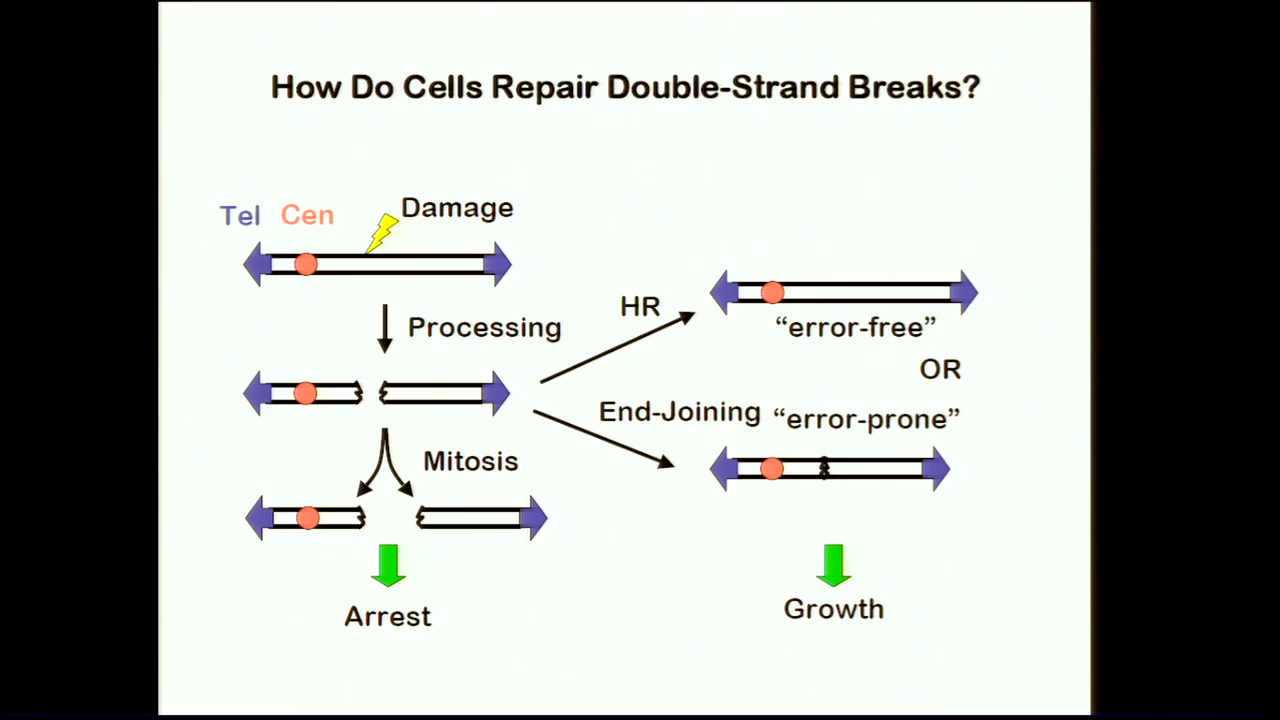 How Do Cells Repair Double-Strand Breaks?
Tel Cen Damage
Processing
Mitosis
Arrest
HR
"error-free"
OR
End-Joining "error-prone"
Growth